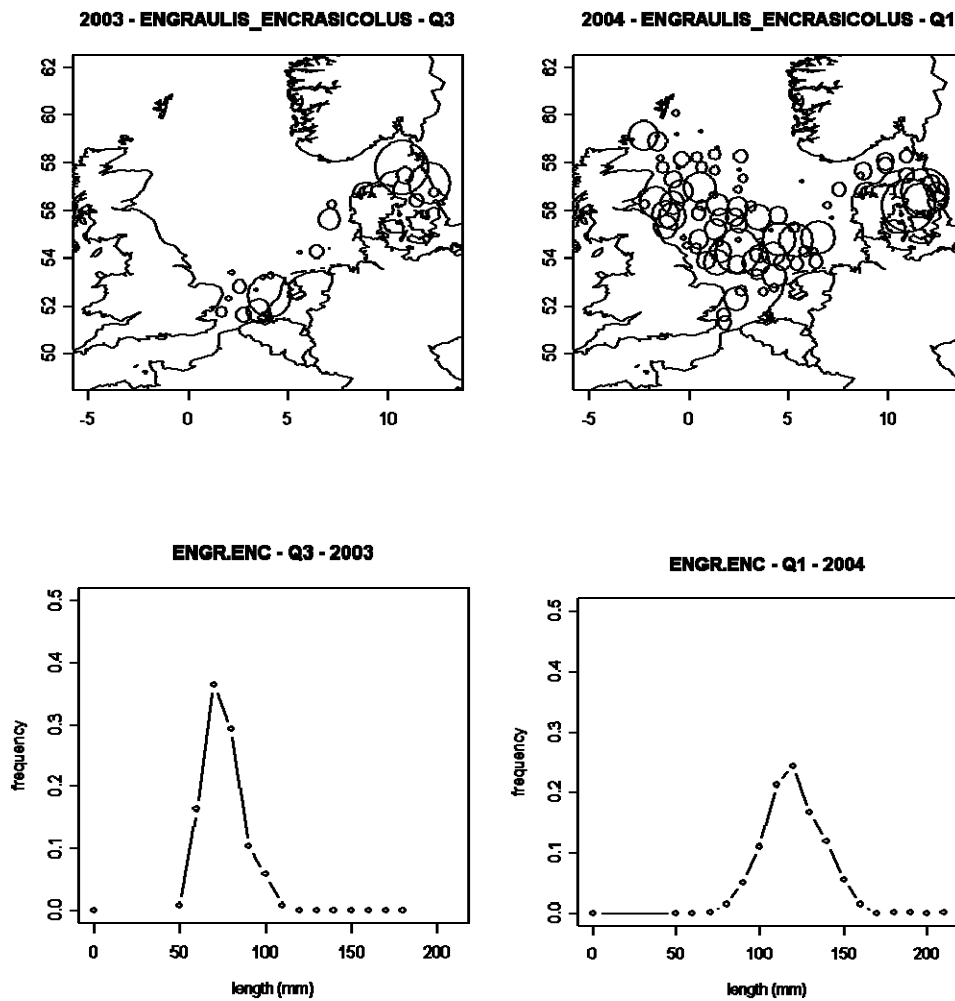 2003 - ENGRAULIS_ENCRASICOLUS - Q3
62
60
58
56
54
52
50
-5 0 5 10
2004 - ENGRAULIS_ENCRASICOLUS - Q1
62
60
58
56
54
52
50
-5 0 5 10
ENGR.ENC - Q3 - 2003
frequency
0.5
0.4
0.3
0.2
0.1
0.0
0 50 100 150 200
length (mm)
ENGR.ENC - Q1 - 2004
frequency
0.5
0.4
0.3
0.2
0.1
0.0
0 50 100 150 200
length (mm)